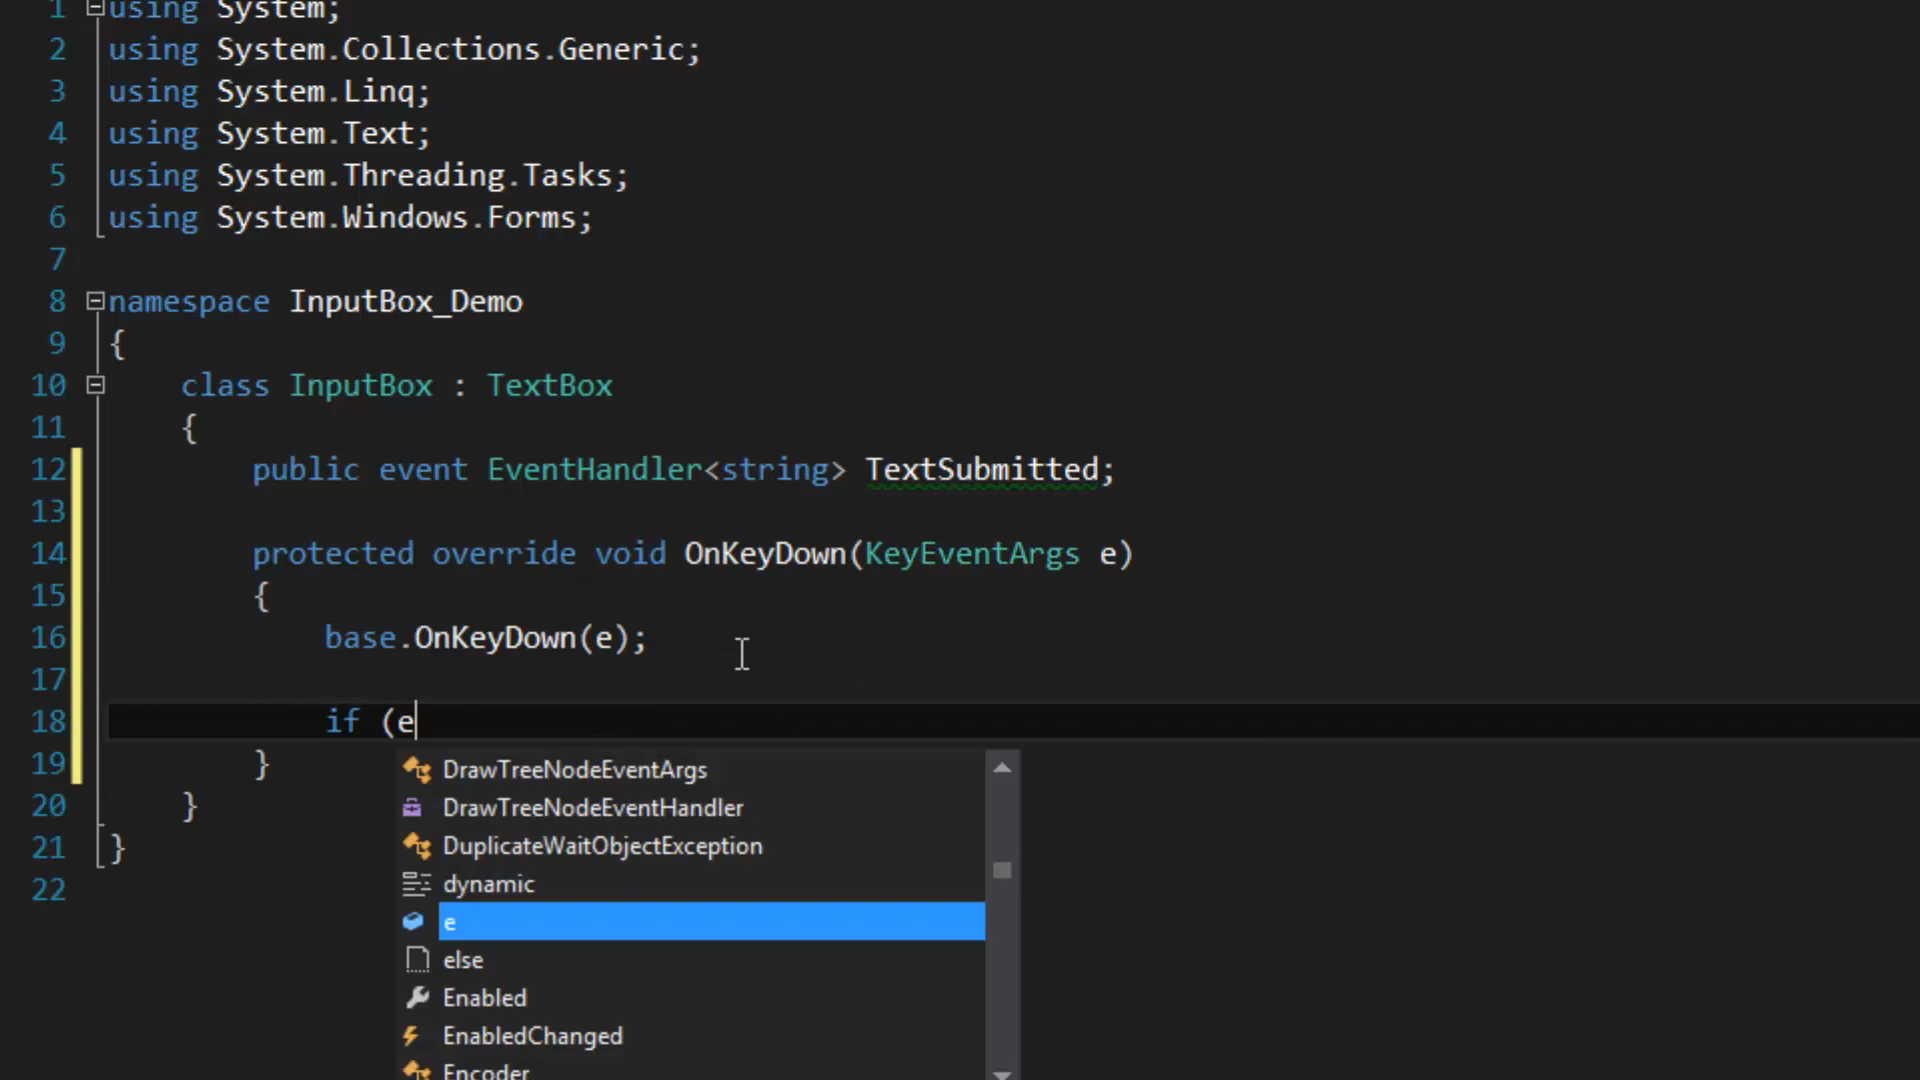 1 using System;
2 using System.Collections.Generic;
3 using System.Linq;
4 using System.Text;
5 using System.Threading.Tasks;
6 using System.Windows.Forms;
7
8 namespace InputBox_Demo
9 {
10 class InputBox : TextBox
11 {
12 public event EventHandler<string> TextSubmitted;
13
14 protected override void OnKeyDown(KeyEventArgs e)
15 {
16 base.OnKeyDown(e);
17
18 if (e
19 }
20 }
21 }
22
DrawTreeNodeEventArgs
DrawTreeNodeEventHandler
DuplicateWaitObjectException
dynamic
e
else
Enabled
EnabledChanged
Encoder